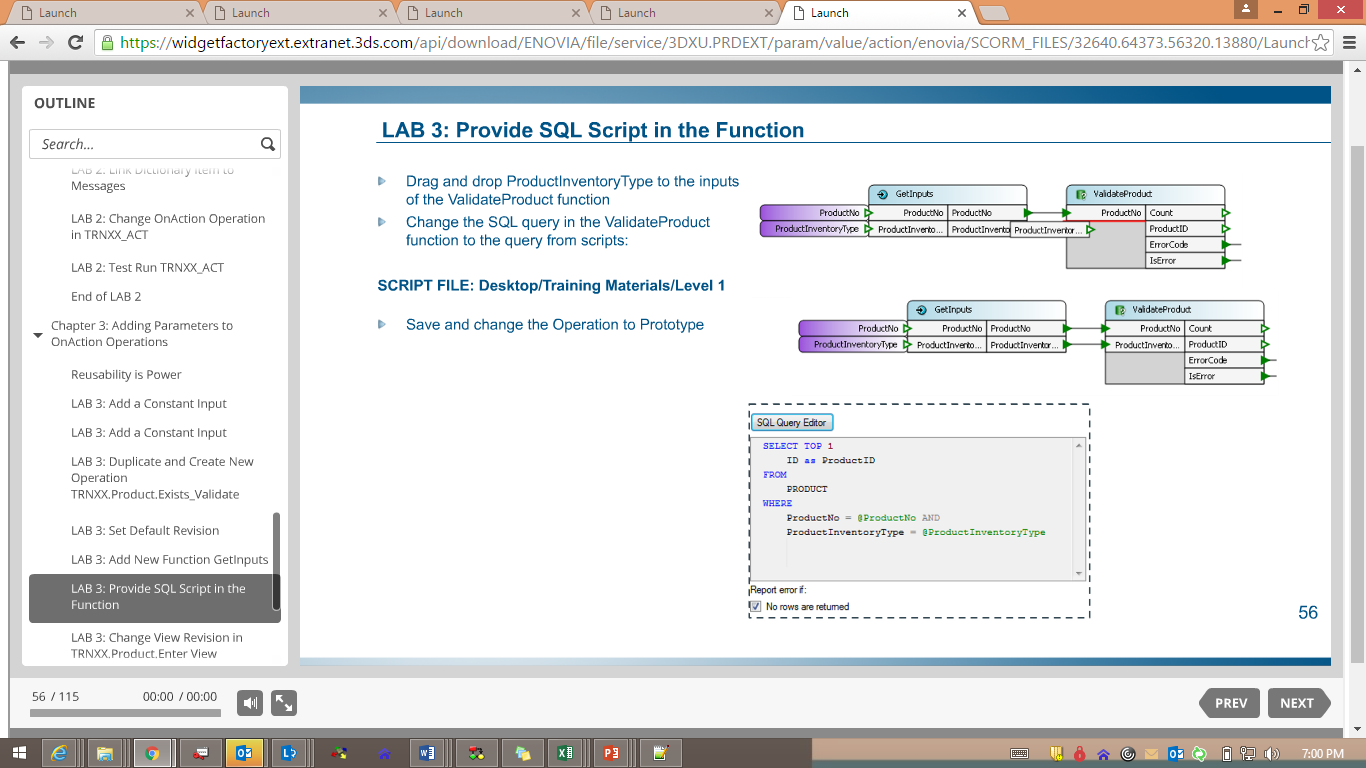 Launch
Launch
Launch
Launch
Launch
https://widgetfactoryext.extranet.3ds.com/api/download/ENOVIA/file/service/3DXU.PRDEXT/param/value/action/enovia/SCORM_FILES/32640.64373.56320.13880/Launch
OUTLINE
Search...
LAB 2: Link Dictionary Item to
Messages
LAB 2: Change OnAction Operation
in TRNXX_ACT
LAB 2: Test Run TRNXX_ACT
End of LAB 2
Chapter 3: Adding Parameters to
OnAction Operations
Reusability is Power
LAB 3: Add a Constant Input
LAB 3: Add a Constant Input
LAB 3: Duplicate and Create New
Operation
TRNXX.Product.Exists_Validate
LAB 3: Set Default Revision
LAB 3: Add New Function GetInputs
LAB 3: Provide SQL Script in the
Function
LAB 3: Change View Revision in
TRNXX.Product.Enter View
LAB 3: Provide SQL Script in the Function
Drag and drop ProductInventoryType to the inputs
of the ValidateProduct function
Change the SQL query in the ValidateProduct
function to the query from scripts:
SCRIPT FILE: Desktop/Training Materials/Level 1
Save and change the Operation to Prototype
GetInputs
ValidateProduct
ProductNo
ProductNo
ProductNo
ProductNo
Count
ProductInventoryType
ProductInvento...
ProductInvento
ProductInventor...
ProductID
ErrorCode
IsError
GetInputs
ValidateProduct
ProductNo
ProductNo
ProductNo
ProductNo
Count
ProductInventoryType
ProductInvento...
ProductInventor...
ProductInvento...
ProductID
ErrorCode
IsError
SQL Query Editor
SELECT TOP 1
ID as ProductID
FROM
PRODUCT
WHERE
ProductNo = @ProductNo AND
ProductInventoryType = @ProductInventoryType
Report error if:
No rows are returned
56
56 / 115
00:00 / 00:00
PREV
NEXT
7:00 PM